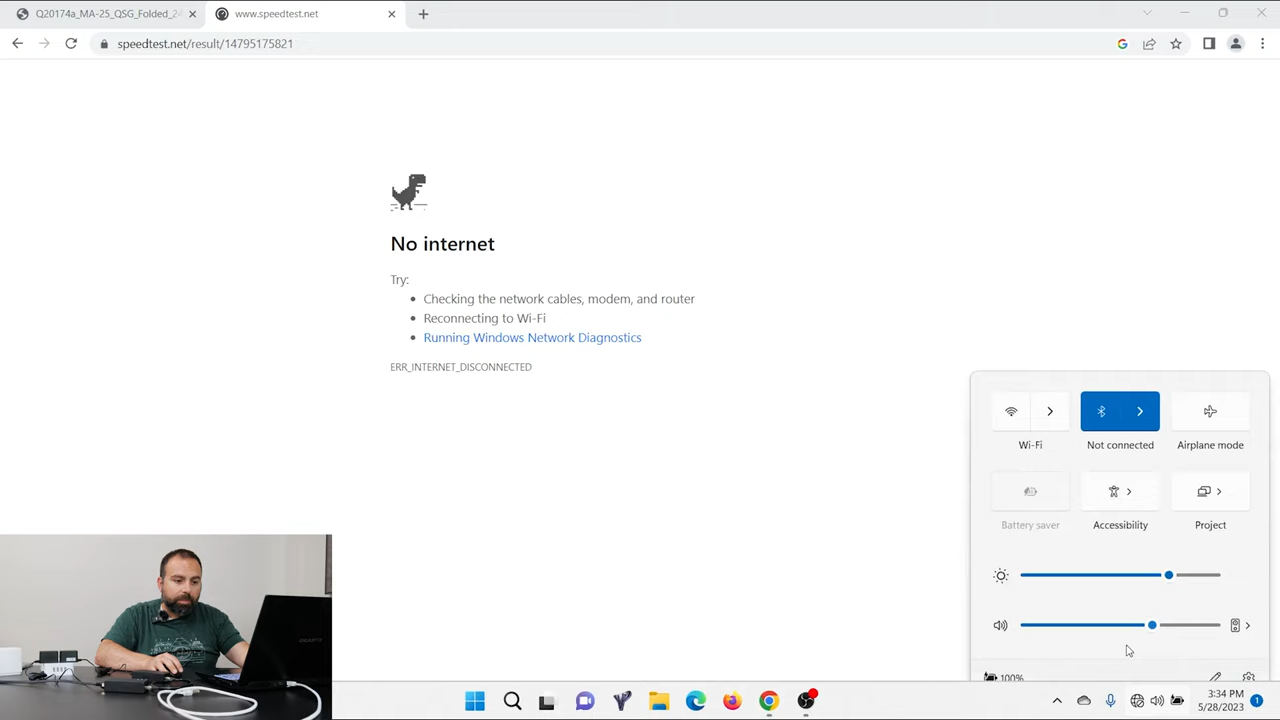 Q20174a_MA-25_QSG_Folded_24
www.speedtest.net
speedtest.net/result/14795175821
No internet
Try:
• Checking the network cables, modem, and router
• Reconnecting to Wi-Fi
• Running Windows Network Diagnostics
ERR_INTERNET_DISCONNECTED
Wi-Fi
Not connected
Airplane mode
Battery saver
Accessibility
Project
100%
3:34 PM
5/28/2023
1